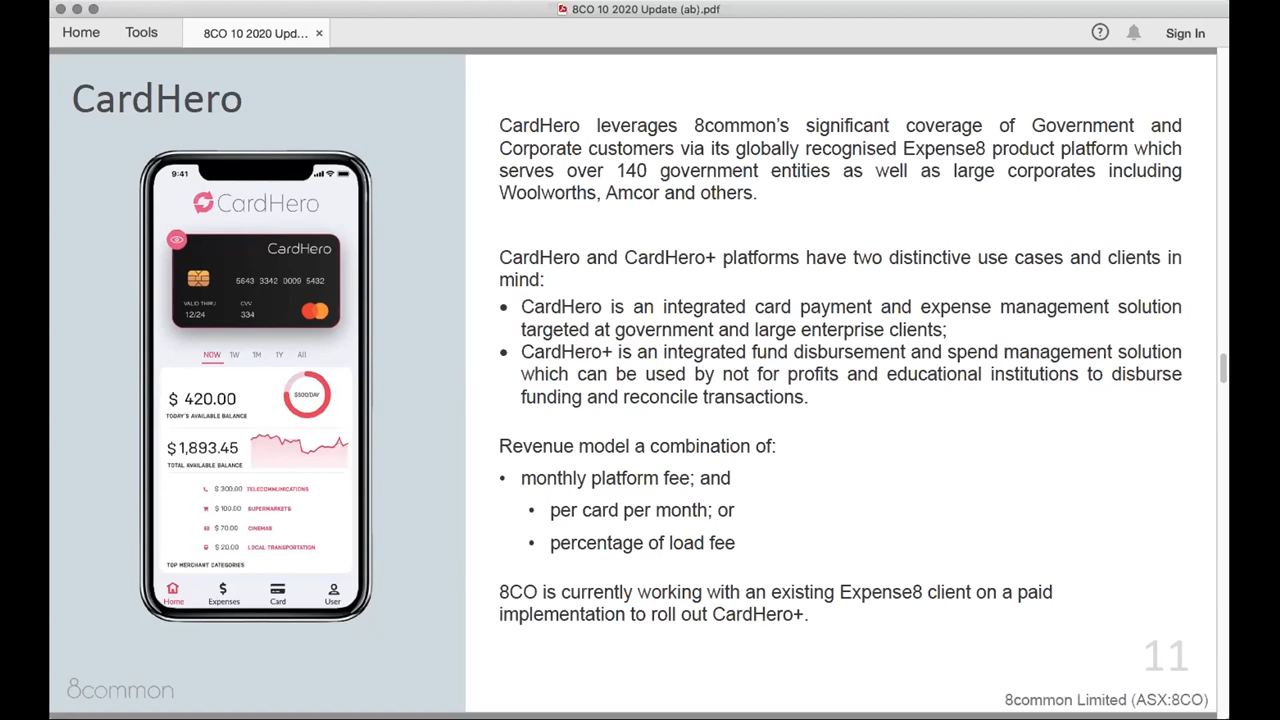 8CO 10 2020 Update (ab).pdf
Home
Tools
8CO 10 2020 Upd... ×
?
Sign In
CardHero
9:41
CardHero
CardHero
5643 3342 0009 5432
VALID THRU
CVV
12/24
334
NOW 1W 1M 1Y All
$ 420.00
TODAY'S AVAILABLE BALANCE
$500/DAY
$1,893.45
TOTAL AVAILABLE BALANCE
$ 300.00 TELECOMMUNICATIONS
$ 100.00 SUPERMARKETS
$ 70.00 CINEMAS
$ 20.00 LOCAL TRANSPORTATION
TOP MERCHANT CATEGORIES
Home Expenses Card User
8common
CardHero leverages 8common's significant coverage of Government and
Corporate customers via its globally recognised Expense8 product platform which
serves over 140 government entities as well as large corporates including
Woolworths, Amcor and others.
CardHero and CardHero+ platforms have two distinctive use cases and clients in
mind:
• CardHero is an integrated card payment and expense management solution
targeted at government and large enterprise clients;
• CardHero+ is an integrated fund disbursement and spend management solution
which can be used by not for profits and educational institutions to disburse
funding and reconcile transactions.
Revenue model a combination of:
• monthly platform fee; and
• per card per month; or
• percentage of load fee
8CO is currently working with an existing Expense8 client on a paid
implementation to roll out CardHero+.
11
8common Limited (ASX:8CO)